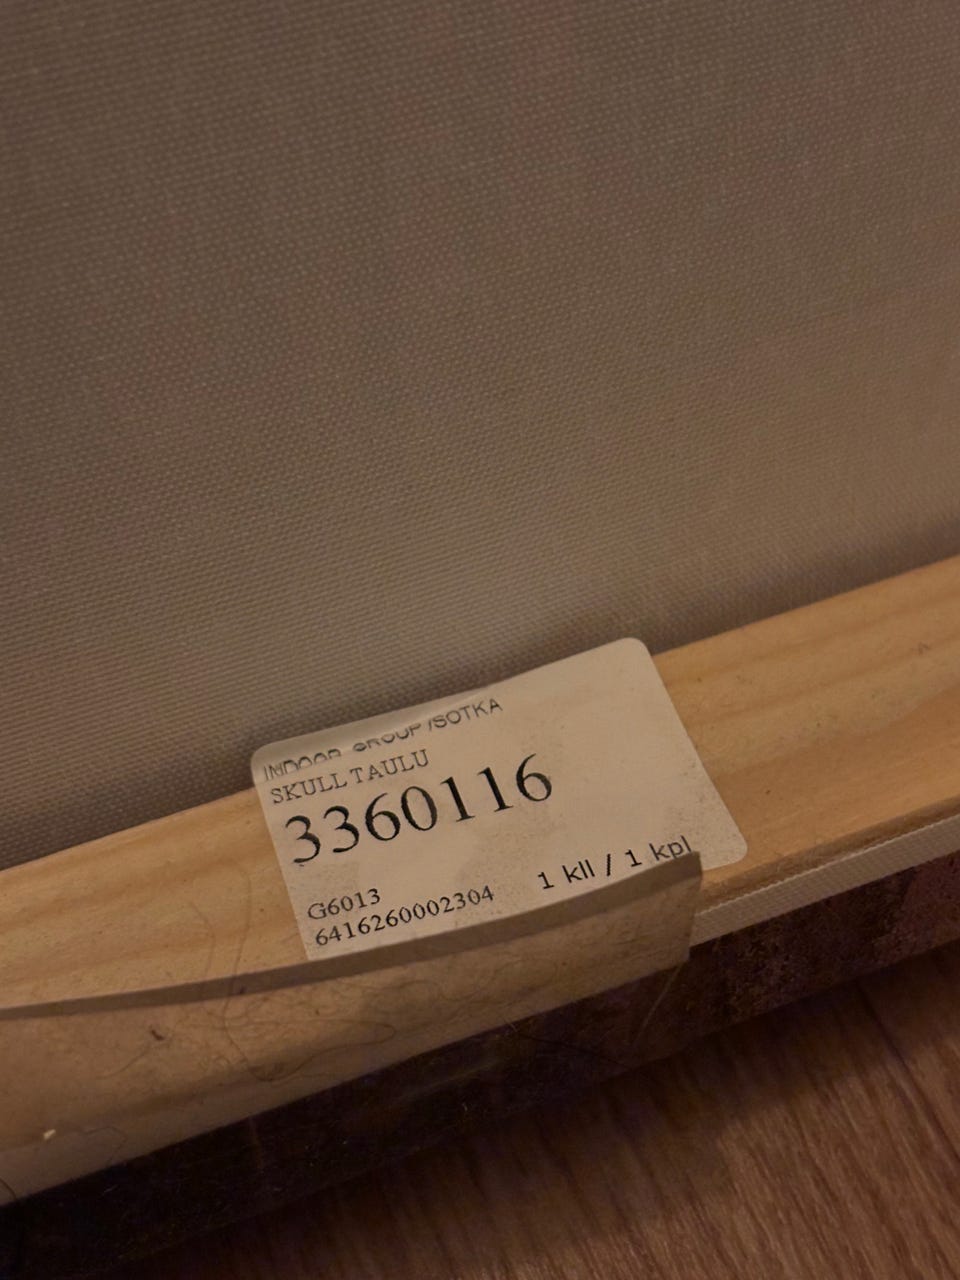 INDOOR GROUP/SOTKA
SKULL TAULU
3360116
G6013
1 kll / 1 kpl
6416260002304